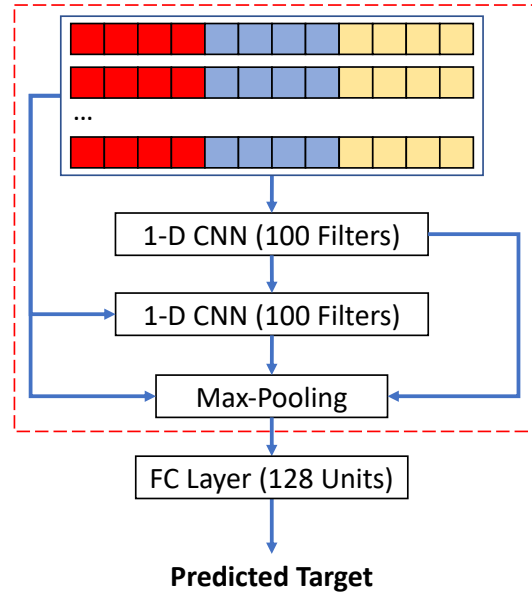 ...
1-D CNN (100 Filters)
1-D CNN (100 Filters)
Max-Pooling
FC Layer (128 Units)
Predicted Target